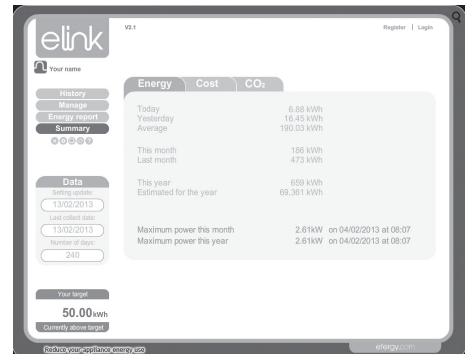 elink
V2.1
Register | Login
Your name
History
Manage
Energy report
Summary
Energy Cost CO₂
Today 6.88 kWh
Yesterday 16.45 kWh
Average 190.03 kWh
This month 186 kWh
Last month 473 kWh
This year 659 kWh
Estimated for the year 69,361 kWh
Maximum power this month 2.61kW on 04/02/2013 at 08:07
Maximum power this year 2.61kW on 04/02/2013 at 08:07
Data
Setting update:
13/02/2013
Last collect date:
13/02/2013
Number of days:
240
Your target
50.00kWh
Currently above target
Reduce your appliance energy use
efergy.com